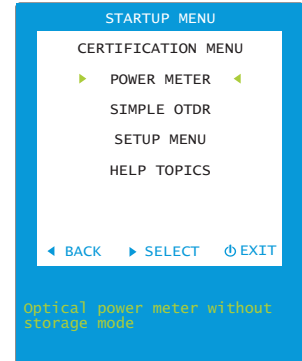 STARTUP MENU
CERTIFICATION MENU
POWER METER
SIMPLE OTDR
SETUP MENU
HELP TOPICS
BACK SELECT EXIT
Optical power meter without
storage mode